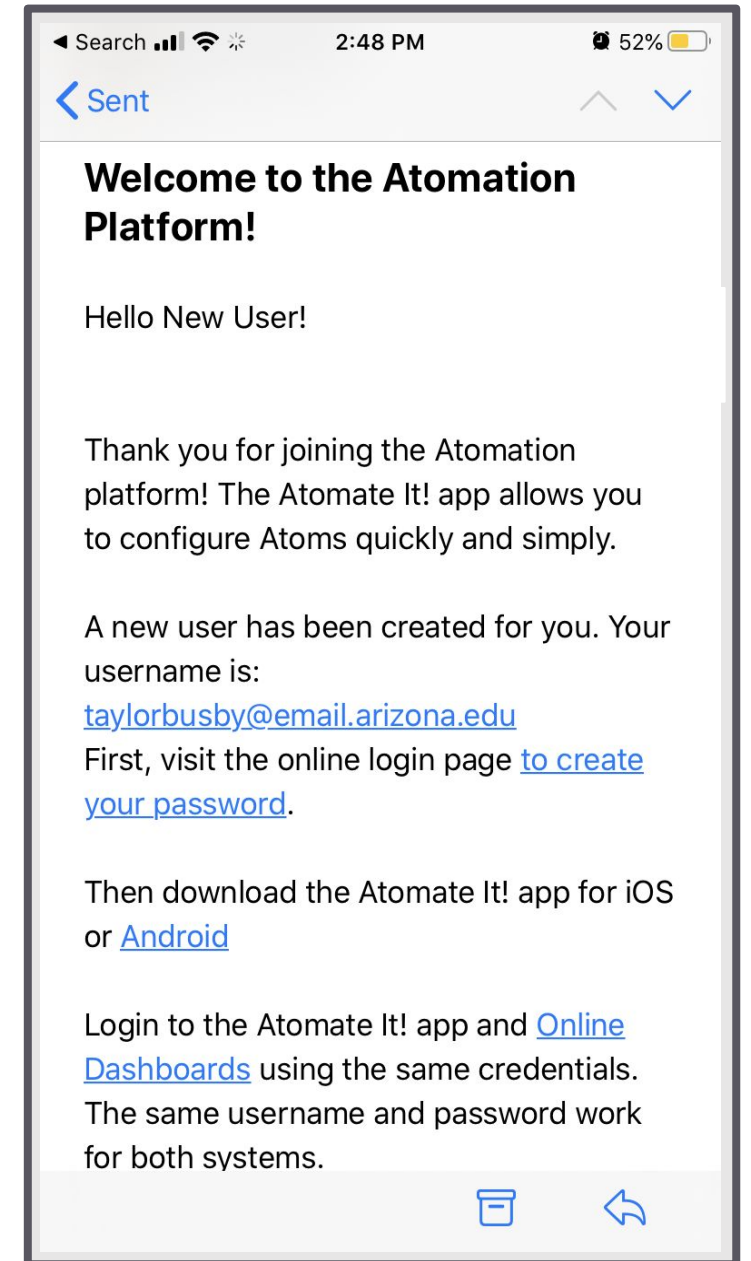 Search 2:48 PM 52%
Sent
Welcome to the Atomation
Platform!
Hello New User!
Thank you for joining the Atomation
platform! The Atomate It! app allows you
to configure Atoms quickly and simply.
A new user has been created for you. Your
username is:
taylorbusby@email.arizona.edu
First, visit the online login page to create
your password.
Then download the Atomate It! app for iOS
or Android
Login to the Atomate It! app and Online
Dashboards using the same credentials.
The same username and password work
for both systems.